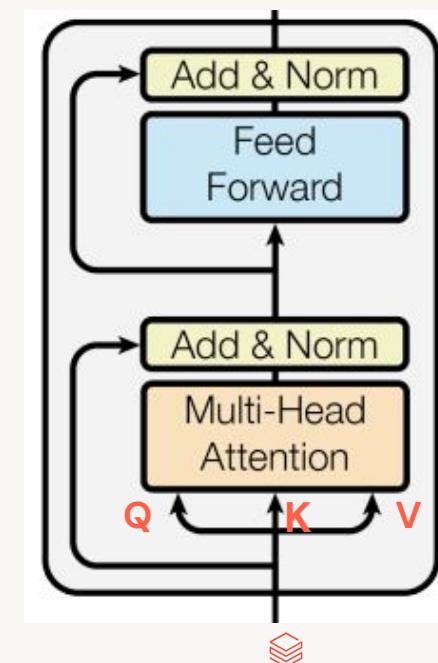 Add & Norm
Feed
Forward
Add & Norm
Multi-Head
Attention
Q K V